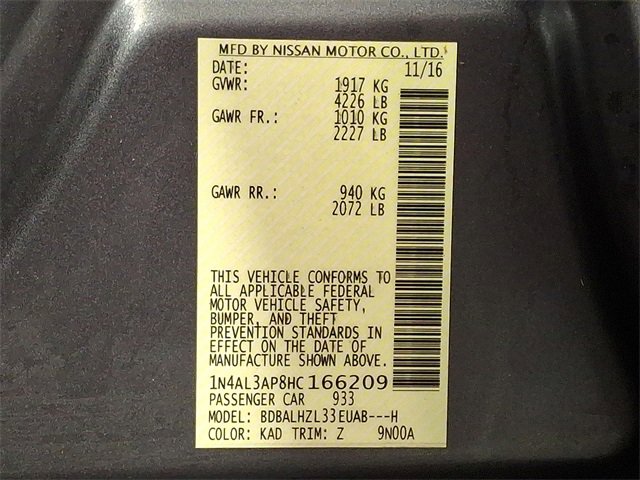 MFD BY NISSAN MOTOR CO., LTD.
DATE: 11/16
GVWR: 1917 KG
4226 LB
GAWR FR.: 1010 KG
2227 LB
GAWR RR.: 940 KG
2072 LB
THIS VEHICLE CONFORMS TO
ALL APPLICABLE FEDERAL
MOTOR VEHICLE SAFETY,
BUMPER, AND THEFT
PREVENTION STANDARDS IN
EFFECT ON THE DATE OF
MANUFACTURE SHOWN ABOVE.
1N4AL3AP8HC166209
PASSENGER CAR 933
MODEL: BDBALHZL33EUAB---H
COLOR: KAD TRIM: Z 9N00A